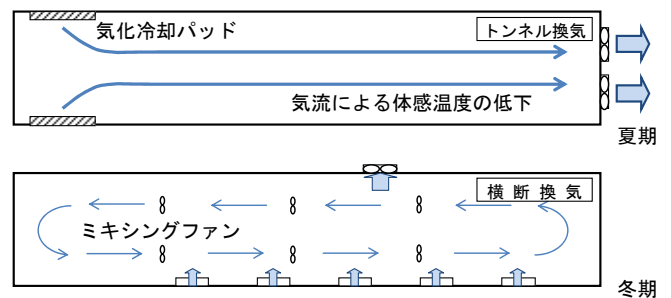 気化冷却パッド
トンネル換気
気流による体感温度の低下
夏期
横断換気
ミキシングファン
冬期